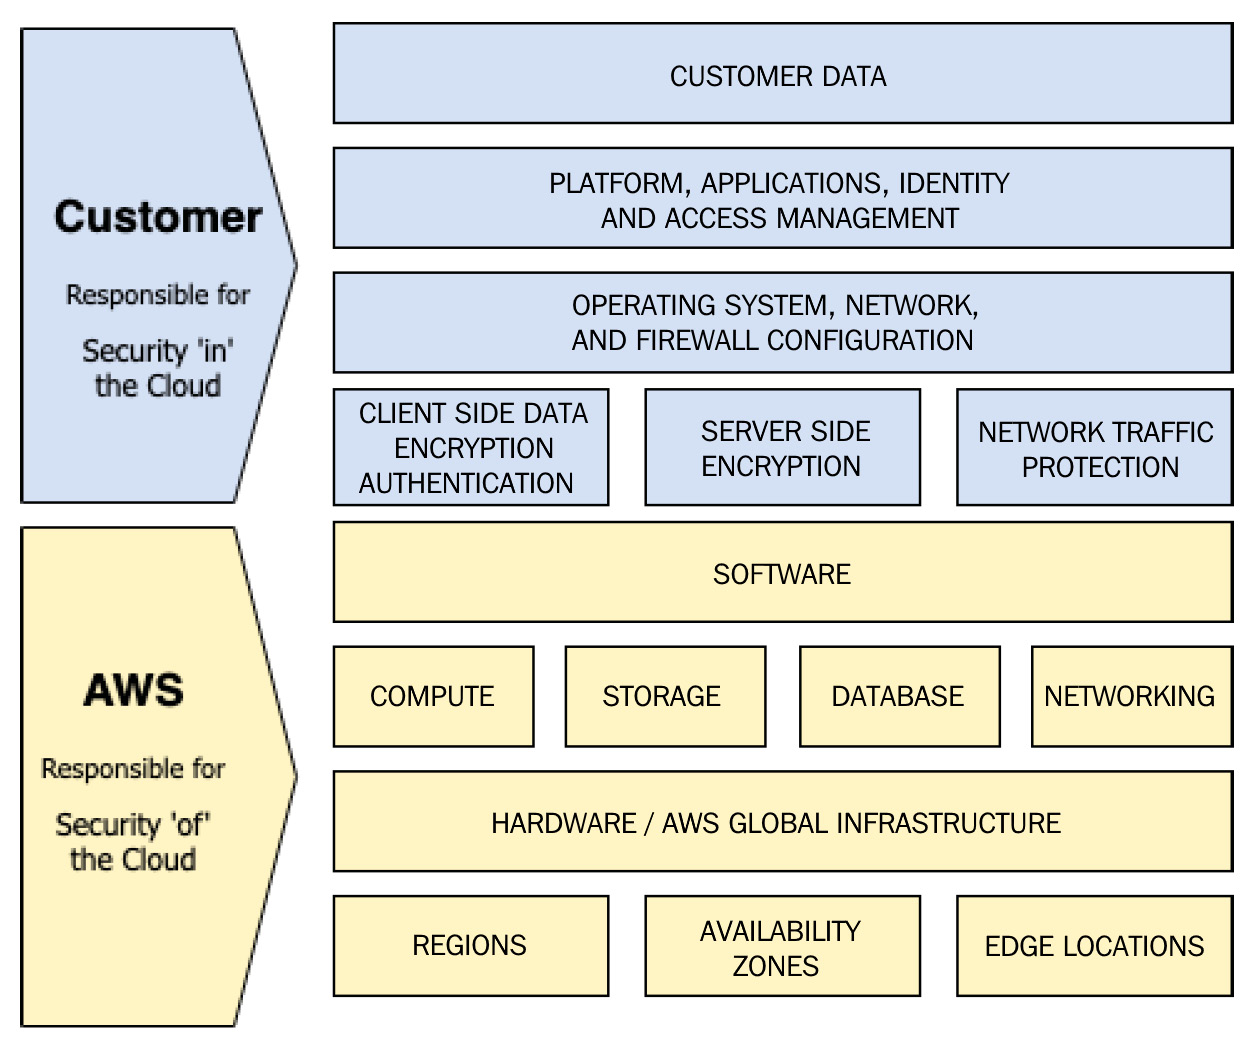 Customer
Responsible for
Security 'in'
the Cloud
CUSTOMER DATA
PLATFORM, APPLICATIONS, IDENTITY
AND ACCESS MANAGEMENT
OPERATING SYSTEM, NETWORK,
AND FIREWALL CONFIGURATION
CLIENT SIDE DATA
ENCRYPTION
AUTHENTICATION
SERVER SIDE
ENCRYPTION
NETWORK TRAFFIC
PROTECTION
AWS
Responsible for
Security 'of'
the Cloud
SOFTWARE
COMPUTE
STORAGE
DATABASE
NETWORKING
HARDWARE / AWS GLOBAL INFRASTRUCTURE
REGIONS
AVAILABILITY
ZONES
EDGE LOCATIONS